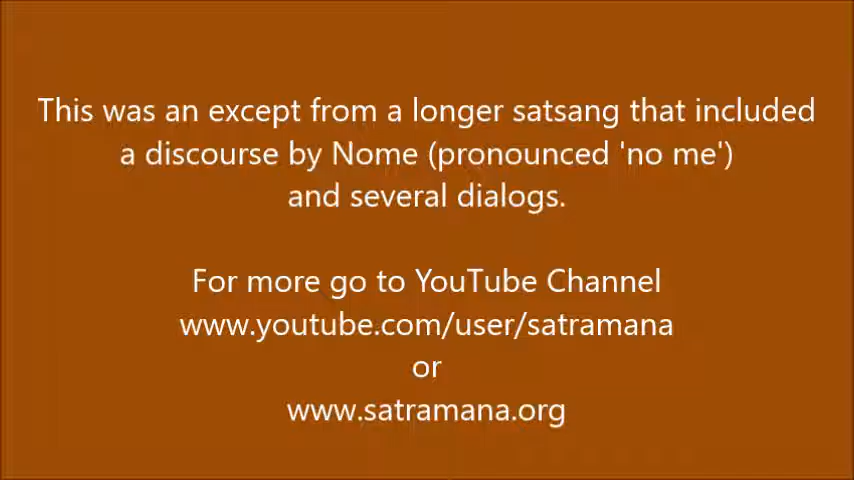 This was an except from a longer satsang that included
a discourse by Nome (pronounced 'no me')
and several dialogs.
For more go to YouTube Channel
www.youtube.com/user/satramana
or
www.satramana.org